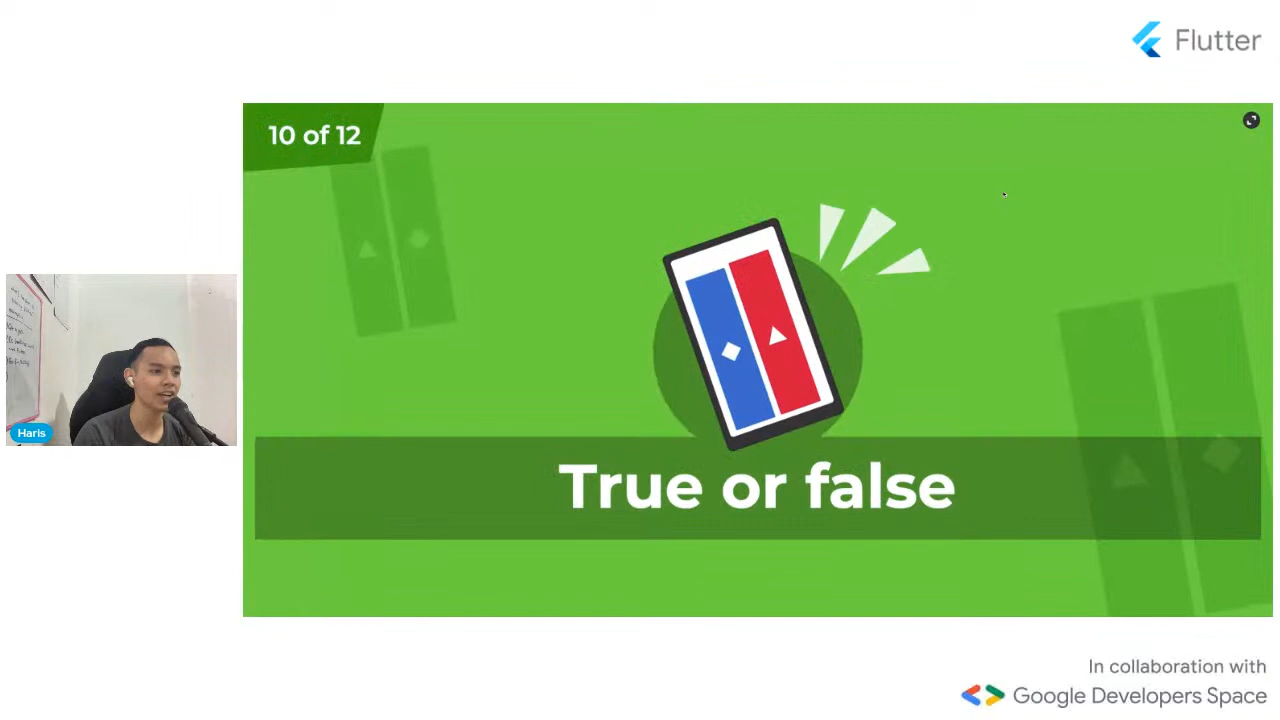 Flutter
10 of 12
True or false
Haris
In collaboration with
Google Developers Space